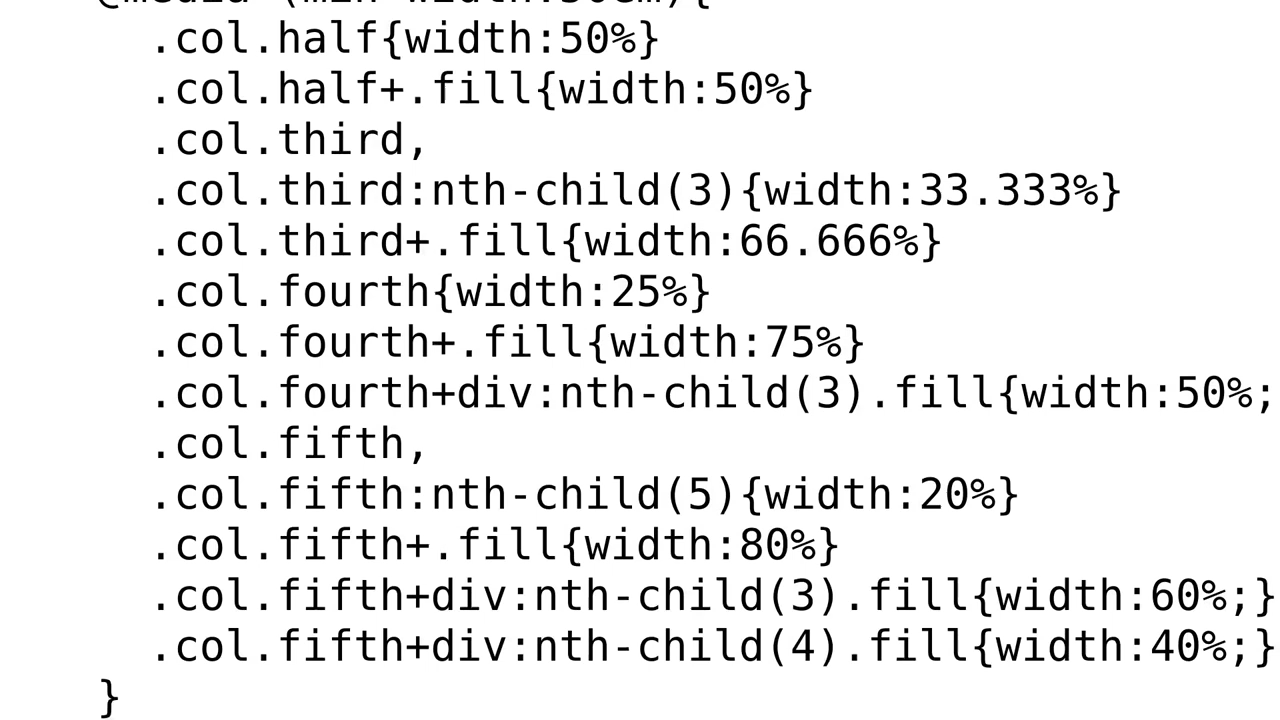 .col.half{width:50%}
.col.half+.fill{width:50%}
.col.third,
.col.third:nth-child(3){width:33.333%}
.col.third+.fill{width:66.666%}
.col.fourth{width:25%}
.col.fourth+.fill{width:75%}
.col.fourth+div:nth-child(3).fill{width:50%;
.col.fifth,
.col.fifth:nth-child(5){width:20%}
.col.fifth+.fill{width:80%}
.col.fifth+div:nth-child(3).fill{width:60%;}
.col.fifth+div:nth-child(4).fill{width:40%;}
}